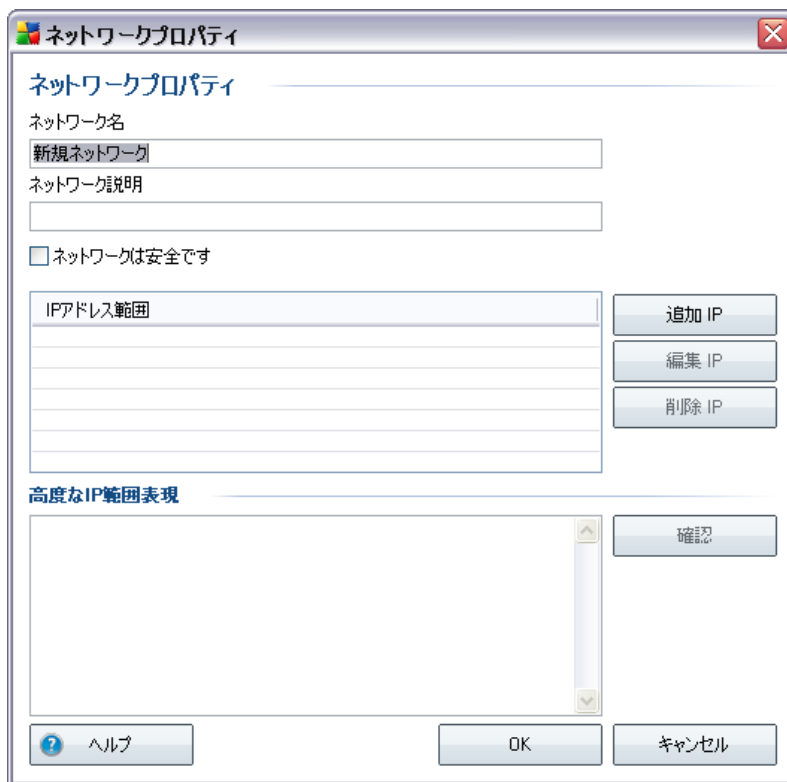 ネットワークプロパティ
ネットワークプロパティ
ネットワーク名
新規ネットワーク
ネットワーク説明
ネットワークは安全です
IPアドレス範囲
追加 IP
編集 IP
削除 IP
高度なIP範囲表現
確認
ヘルプ
OK
キャンセル